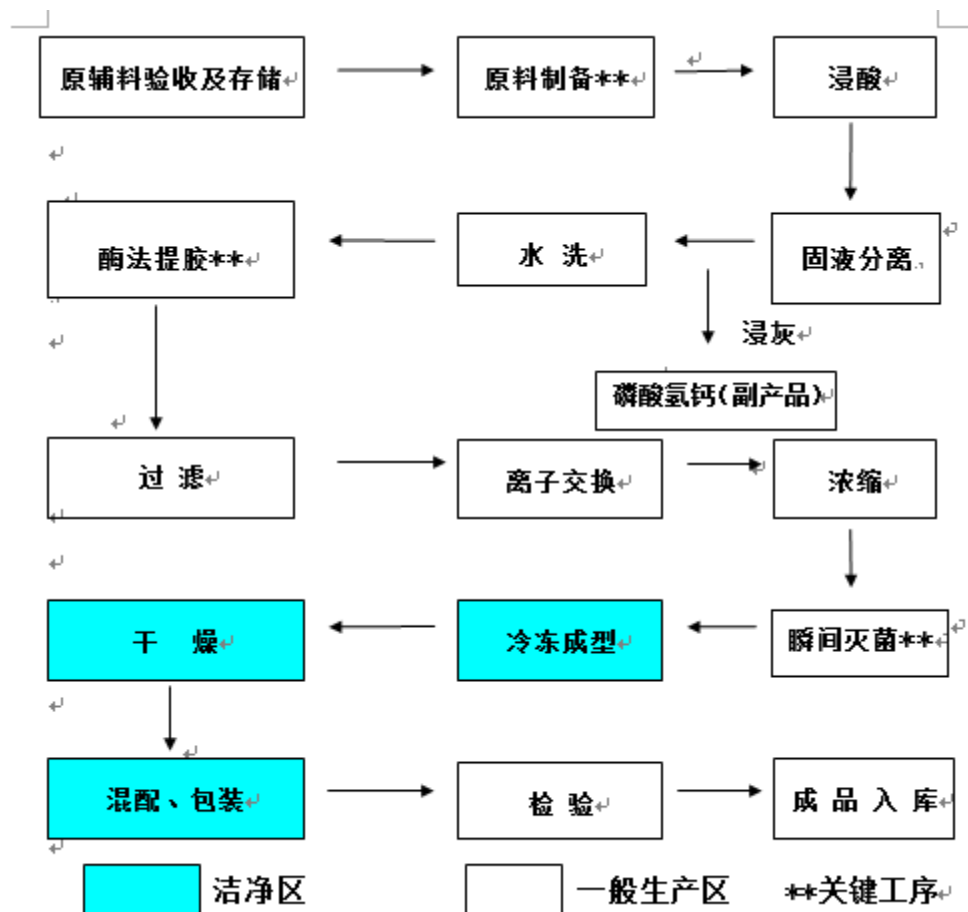 原辅料验收及存储
原料制备**
浸酸
酶法提胶**
水 洗
固液分离
浸灰
磷酸氢钙(副产品)
过 滤
离子交换
浓缩
干 燥
冷冻成型
瞬间灭菌**
混配、包装
检 验
成 品 入 库
洁净区
一般生产区
**关键工序